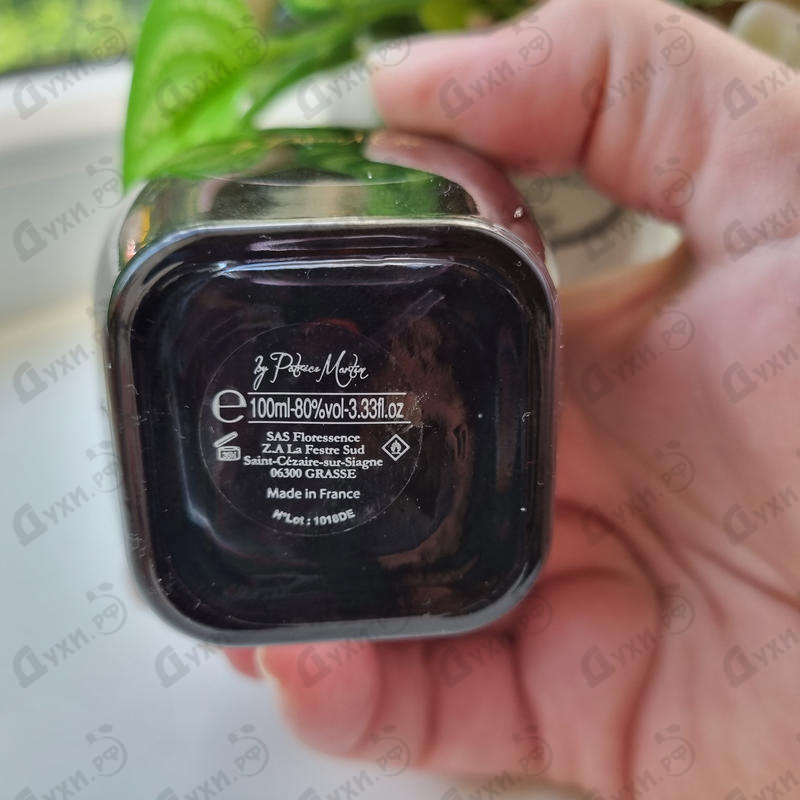 by Patrice Martin
e 100ml-80%vol-3.33fl.oz
SAS Floressence
Z.A La Festre Sud
Saint-Cézaire-sur-Siagne
06300 GRASSE
Made in France
N°Lot : 1018DE
Духи.рф